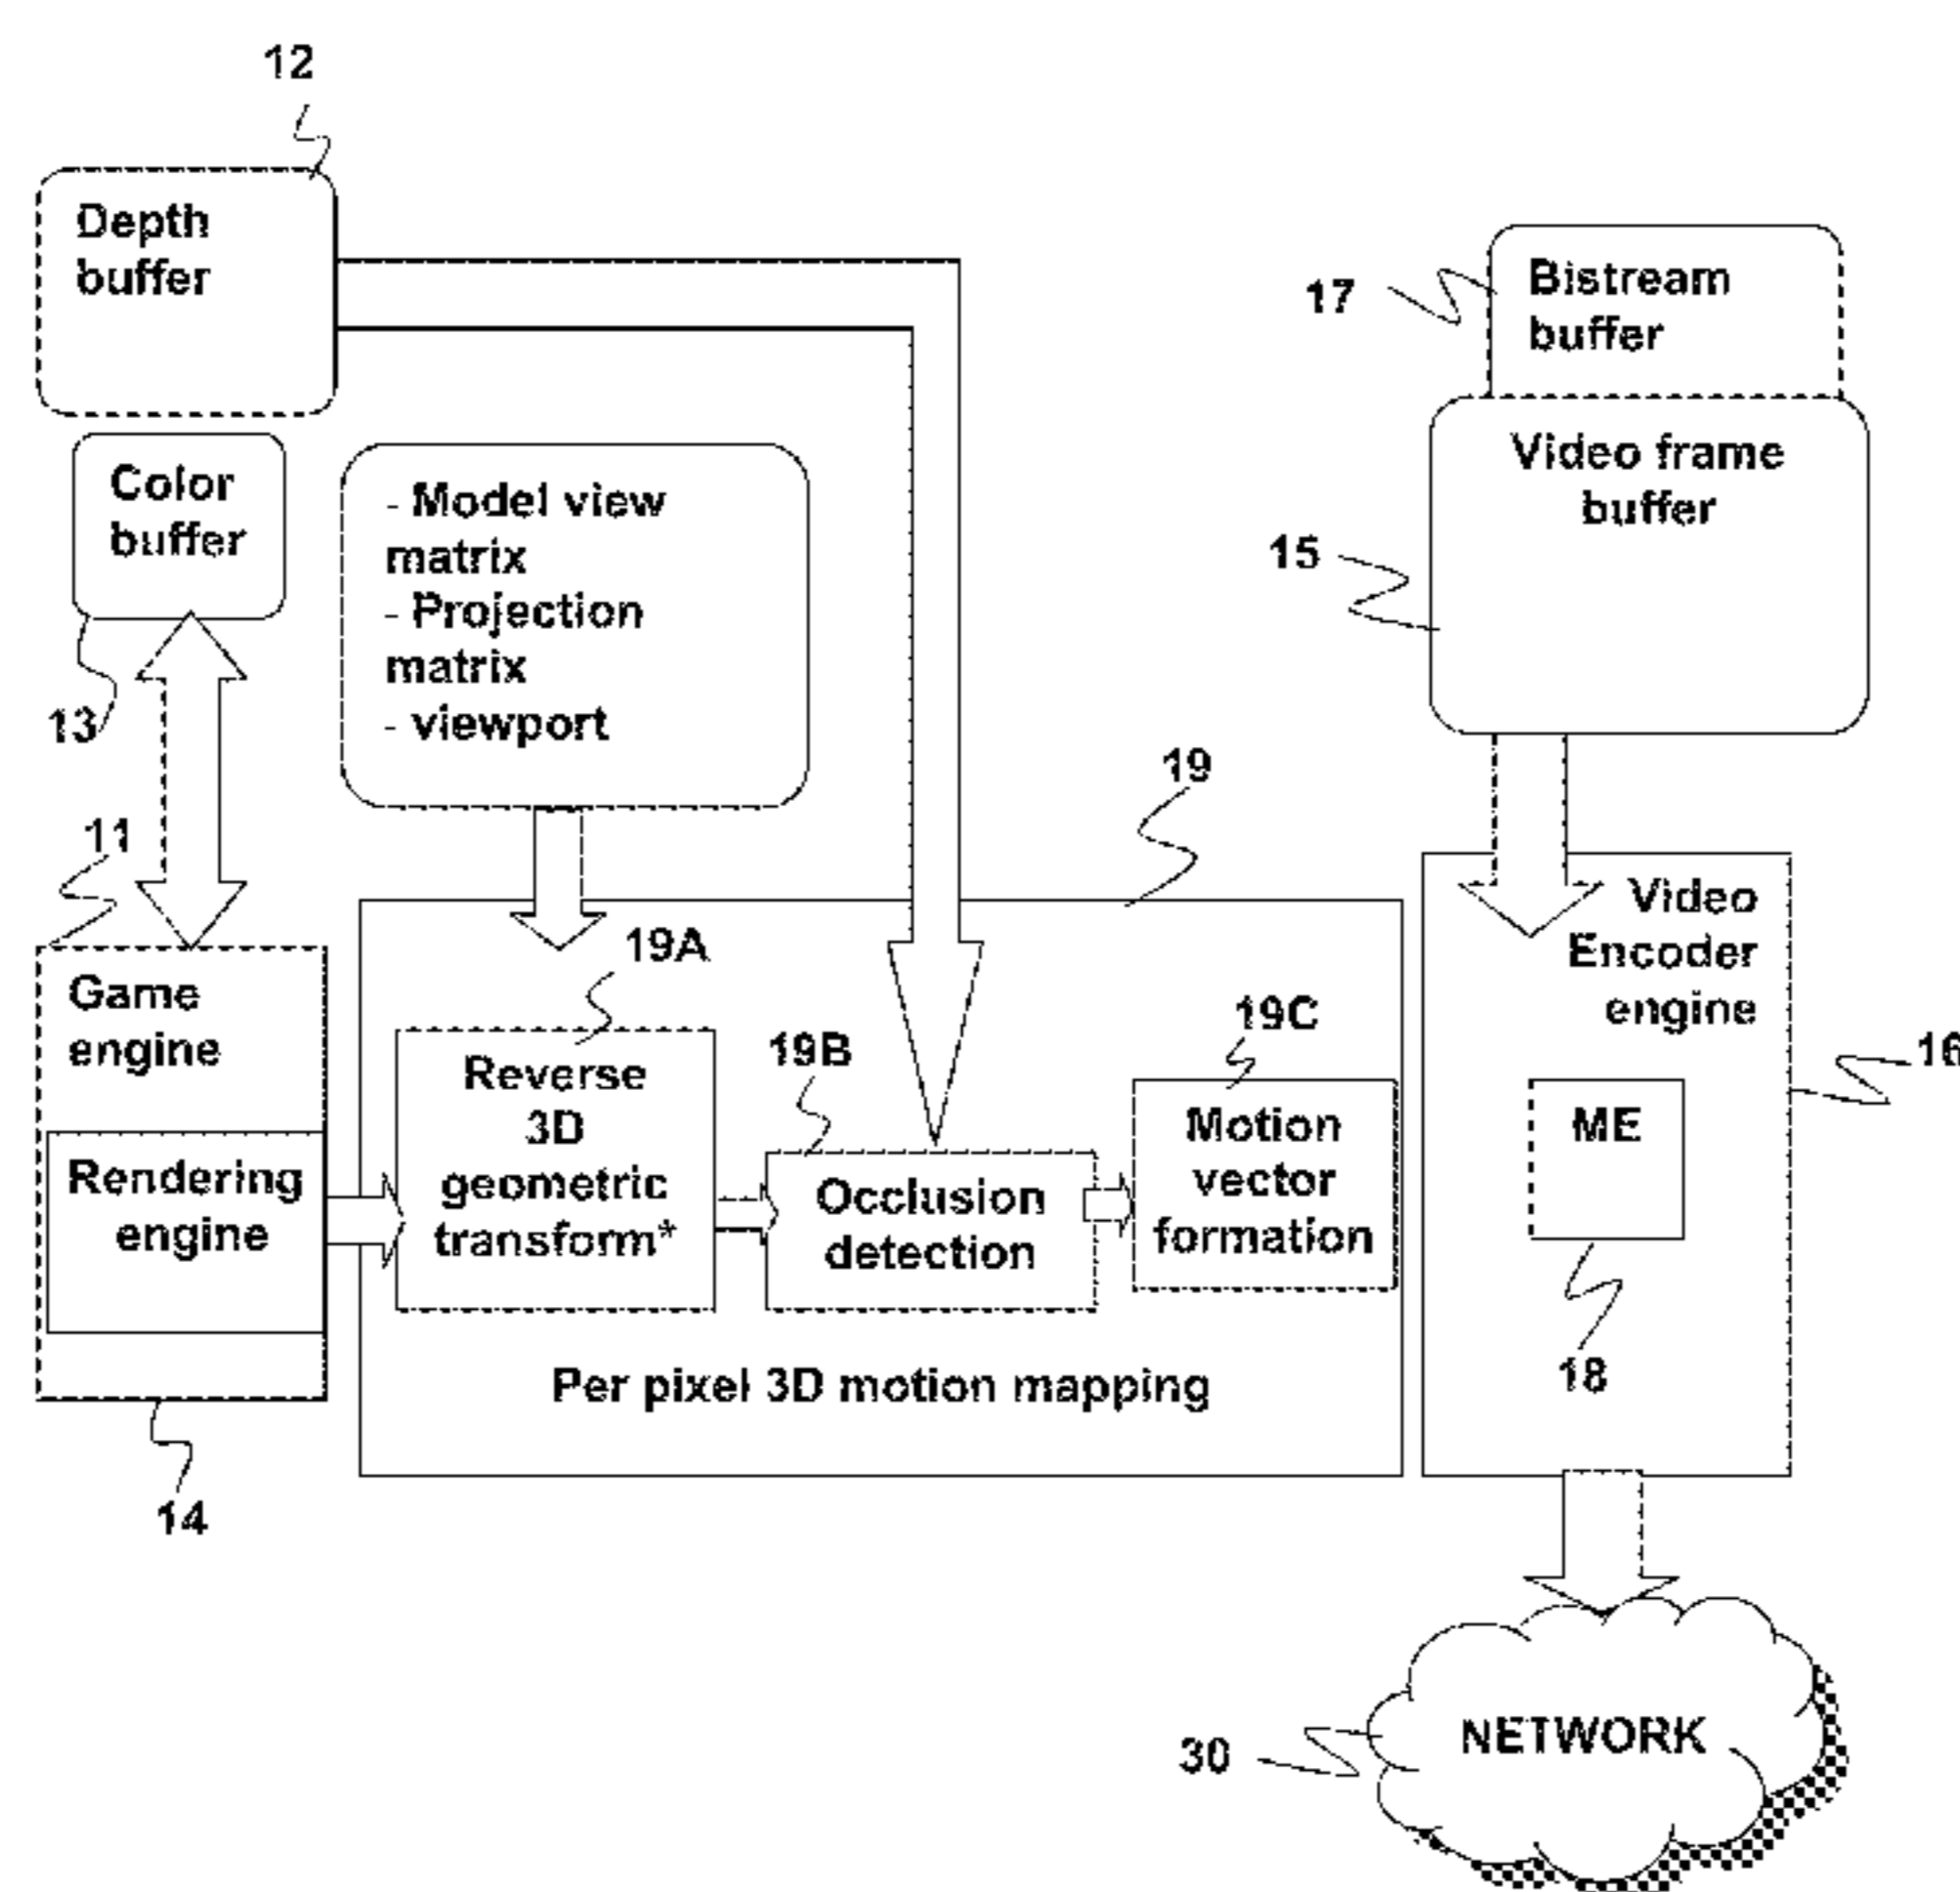 12
Depth
buffer
17
Bistream
buffer
Color
buffer
- Model view
matrix
- Projection
matrix
- viewport
Video frame
buffer
15
13
19
11
Game
engine
19A
19B
19C
Video
Encoder
engine
16
Rendering
engine
Reverse
3D
geometric
transform*
Occlusion
detection
Motion
vector
formation
ME
18
Per pixel 3D motion mapping
14
30
NETWORK